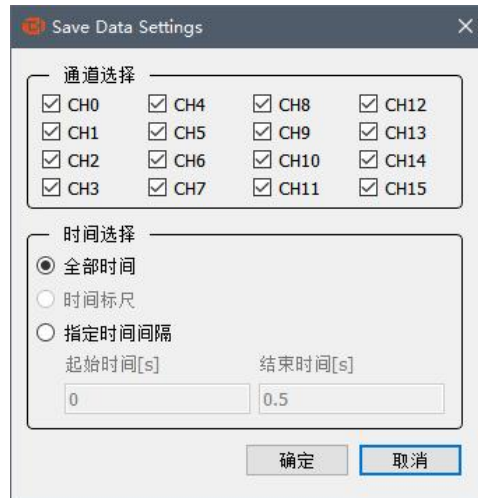 Save Data Settings
通道选择
CH0 CH4 CH8 CH12
CH1 CH5 CH9 CH13
CH2 CH6 CH10 CH14
CH3 CH7 CH11 CH15
时间选择
全部时间
时间标尺
指定时间间隔
起始时间[s] 结束时间[s]
0 0.5
确定 取消